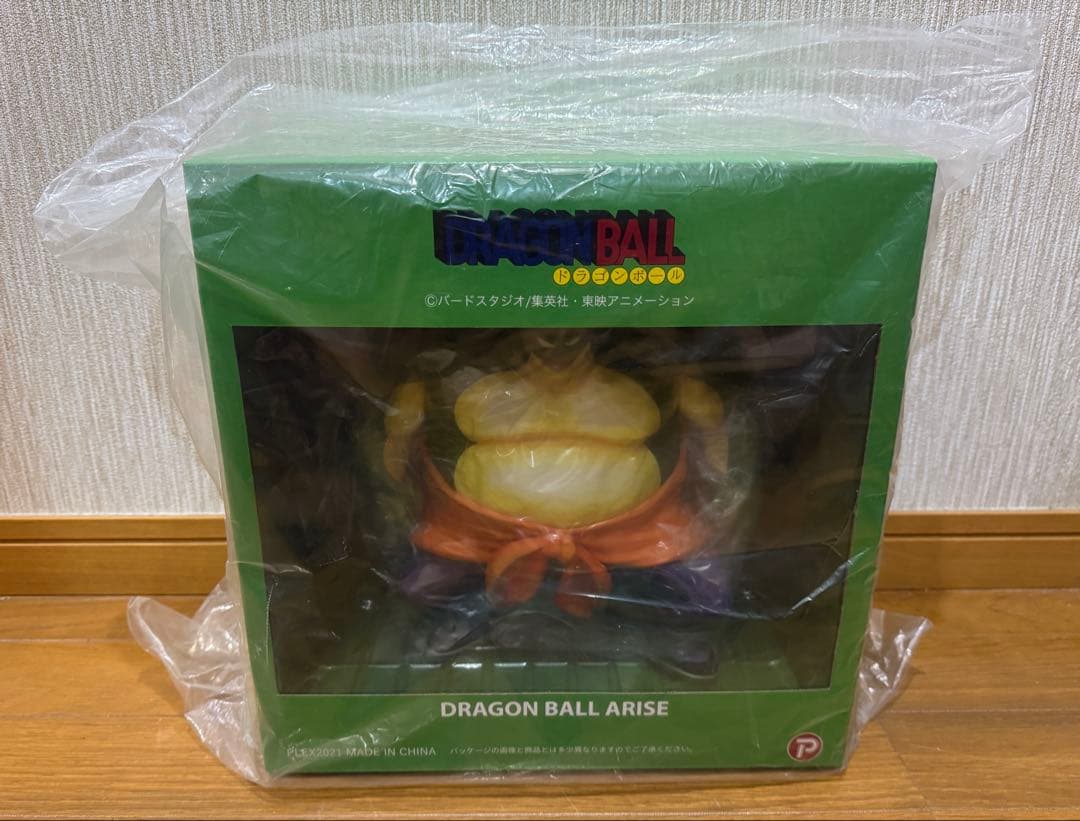 DRAGON BALL
ドラゴンボール
©バードスタジオ/集英社・東映アニメーション
DRAGON BALL ARISE
PLEX2021 MADE IN CHINA パッケージの画像と商品とは多少異なりますのでご了承ください。
P